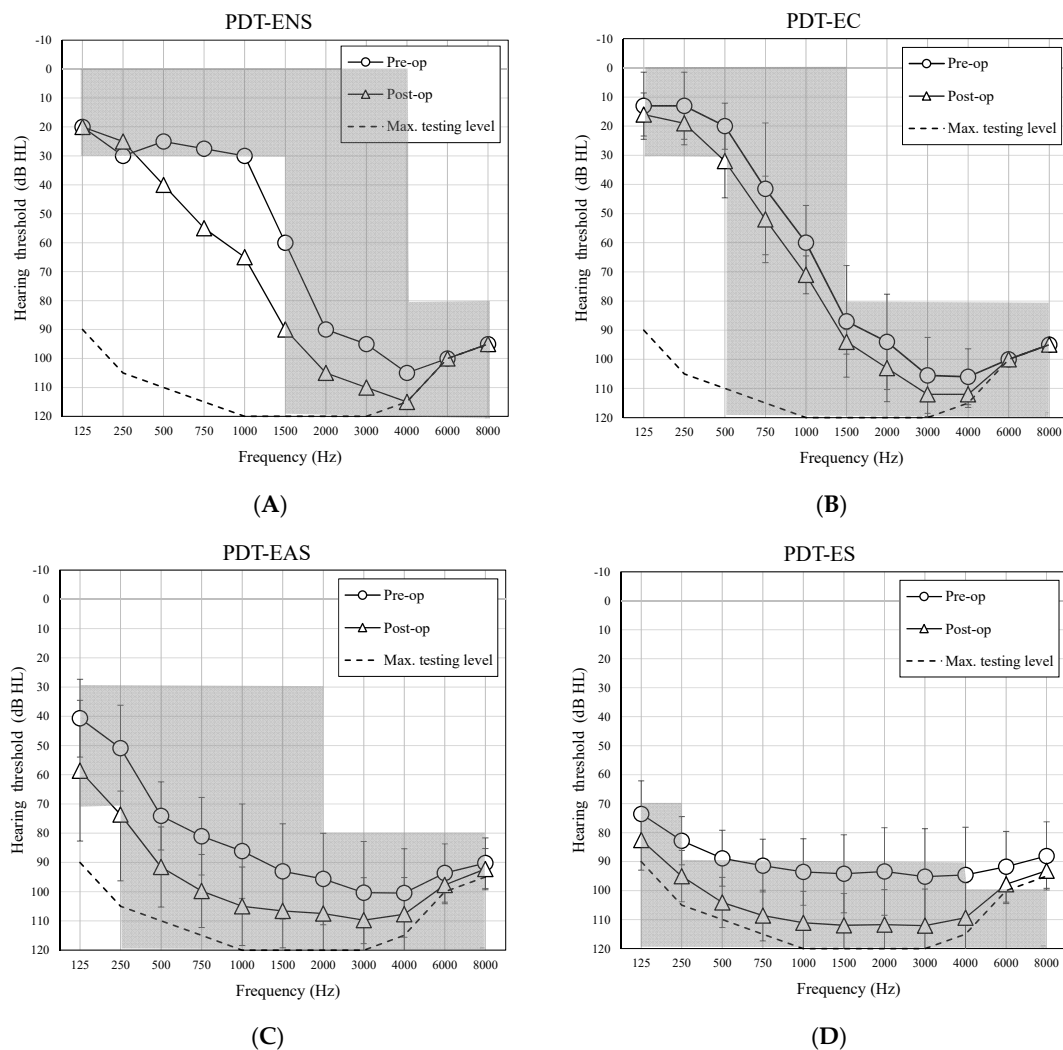 PDT-ENS
Pre-op
Post-op
Max. testing level
Hearing threshold (dB HL)
-10
0
10
20
30
40
50
60
70
80
90
100
110
120
125 250 500 750 1000 1500 2000 3000 4000 6000 8000
Frequency (Hz)
(A)
PDT-EC
Pre-op
Post-op
Max. testing level
Hearing threshold (dB HL)
-10
0
10
20
30
40
50
60
70
80
90
100
110
120
125 250 500 750 1000 1500 2000 3000 4000 6000 8000
Frequency (Hz)
(B)
PDT-EAS
Pre-op
Post-op
Max. testing level
Hearing threshold (dB HL)
-10
0
10
20
30
40
50
60
70
80
90
100
110
120
125 250 500 750 1000 1500 2000 3000 4000 6000 8000
Frequency (Hz)
(C)
PDT-ES
Pre-op
Post-op
Max. testing level
Hearing threshold (dB HL)
-10
0
10
20
30
40
50
60
70
80
90
100
110
120
125 250 500 750 1000 1500 2000 3000 4000 6000 8000
Frequency (Hz)
(D)